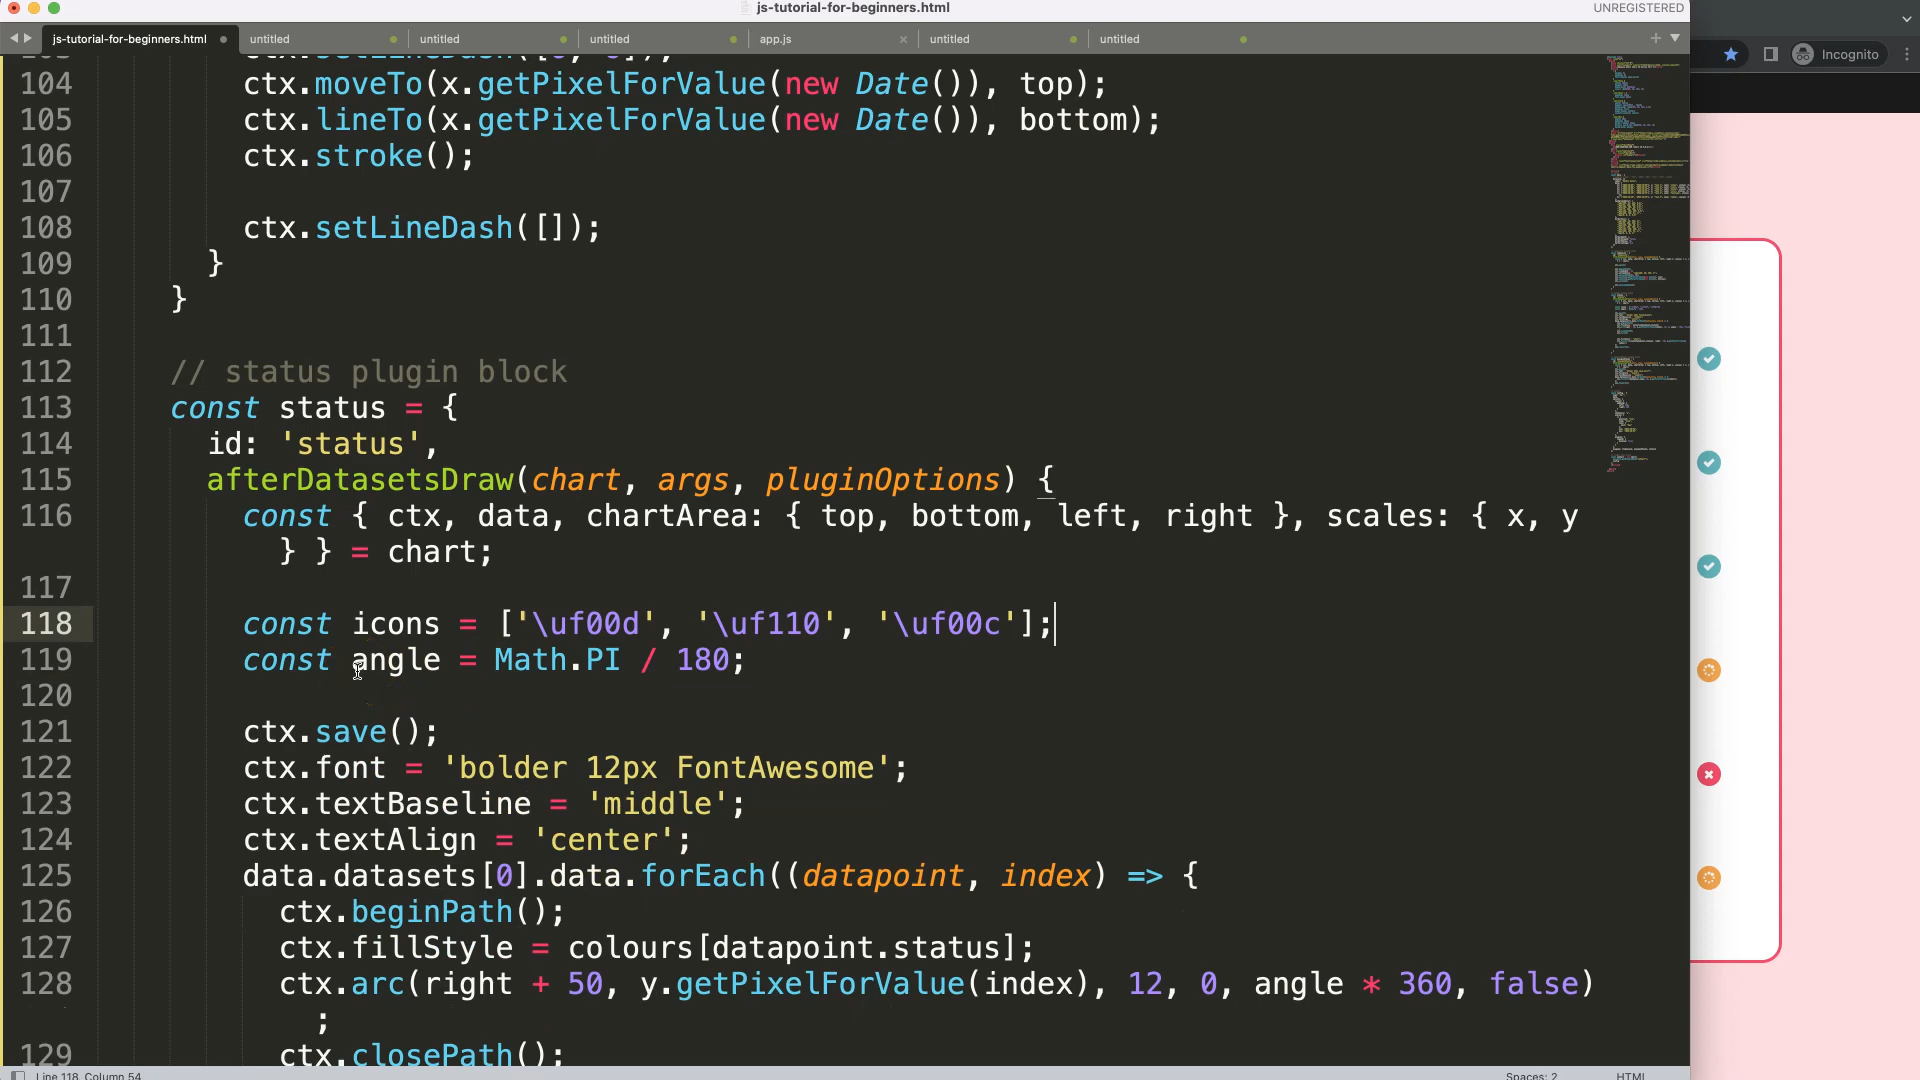 js-tutorial-for-beginners.html
UNREGISTERED
js-tutorial-for-beginners.html untitled untitled untitled app.js untitled untitled
Incognito
104 ctx.moveTo(x.getPixelForValue(new Date()), top);
105 ctx.lineTo(x.getPixelForValue(new Date()), bottom);
106 ctx.stroke();
107
108 ctx.setLineDash([]);
109 }
110 }
111
112 // status plugin block
113 const status = {
114 id: 'status',
115 afterDatasetsDraw(chart, args, pluginOptions) {
116 const { ctx, data, chartArea: { top, bottom, left, right }, scales: { x, y
} } = chart;
117
118 const icons = ['\uf00d', '\uf110', '\uf00c'];
119 const angle = Math.PI / 180;
120
121 ctx.save();
122 ctx.font = 'bolder 12px FontAwesome';
123 ctx.textBaseline = 'middle';
124 ctx.textAlign = 'center';
125 data.datasets[0].data.forEach((datapoint, index) => {
126 ctx.beginPath();
127 ctx.fillStyle = colours[datapoint.status];
128 ctx.arc(right + 50, y.getPixelForValue(index), 12, 0, angle * 360, false)
;
129 ctx.closePath();
Line 118, Column 54
Spaces: 2
HTML